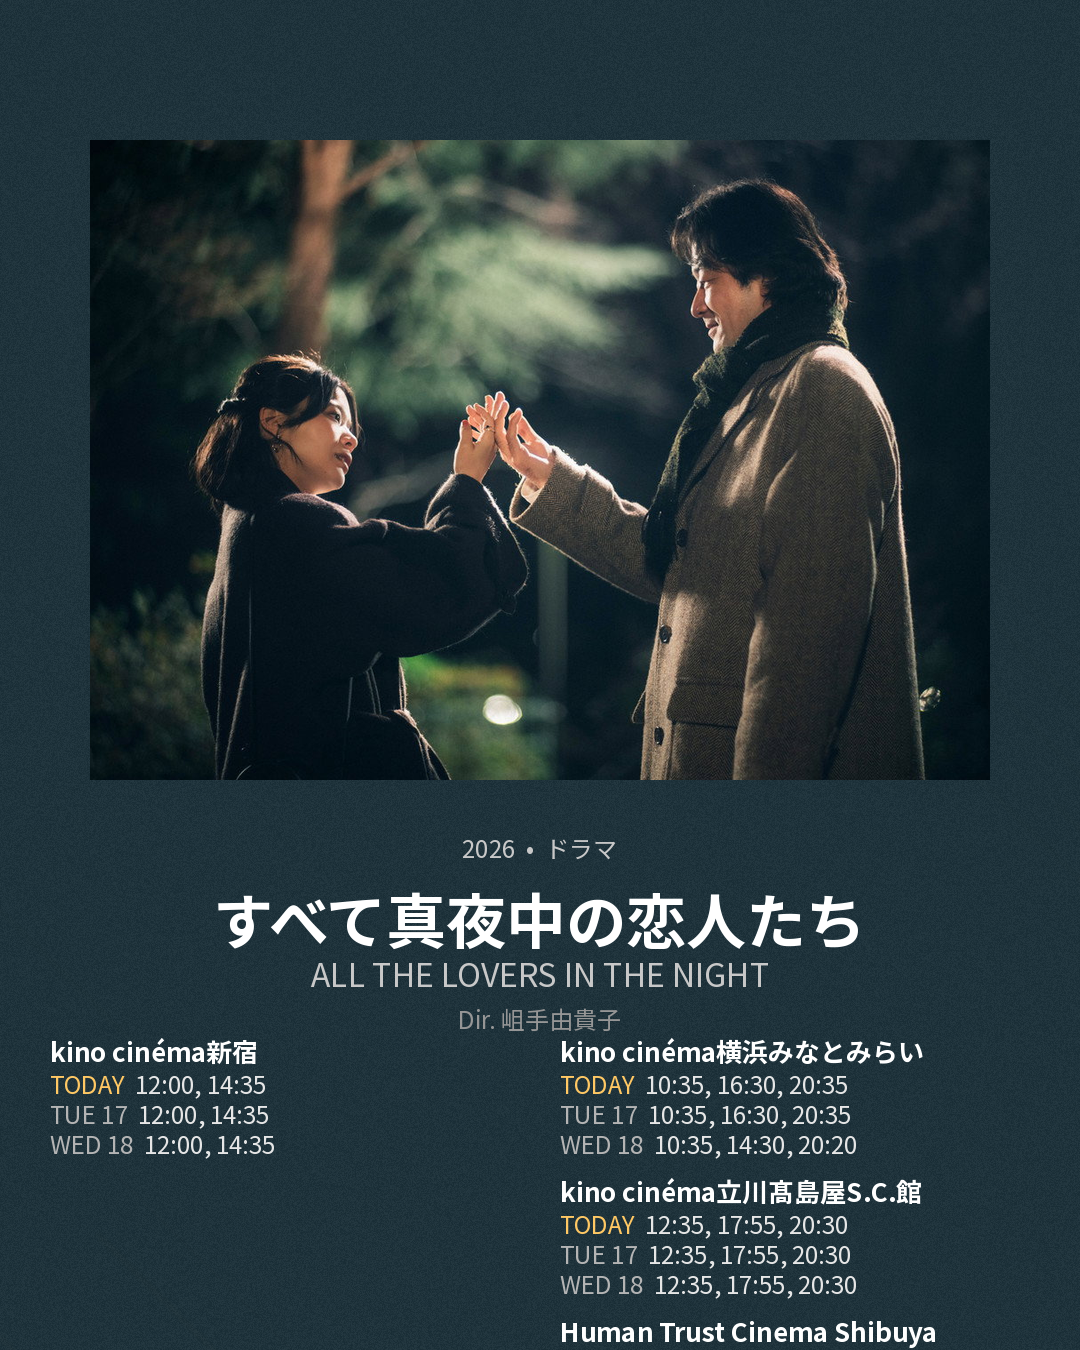 2026 • ドラマ
すべて真夜中の恋人たち
ALL THE LOVERS IN THE NIGHT
Dir. 岨手由貴子
kino cinéma新宿
TODAY 12:00, 14:35
TUE 17 12:00, 14:35
WED 18 12:00, 14:35
kino cinéma横浜みなとみらい
TODAY 10:35, 16:30, 20:35
TUE 17 10:35, 16:30, 20:35
WED 18 10:35, 14:30, 20:20
kino cinéma立川髙島屋S.C.館
TODAY 12:35, 17:55, 20:30
TUE 17 12:35, 17:55, 20:30
WED 18 12:35, 17:55, 20:30
Human Trust Cinema Shibuya